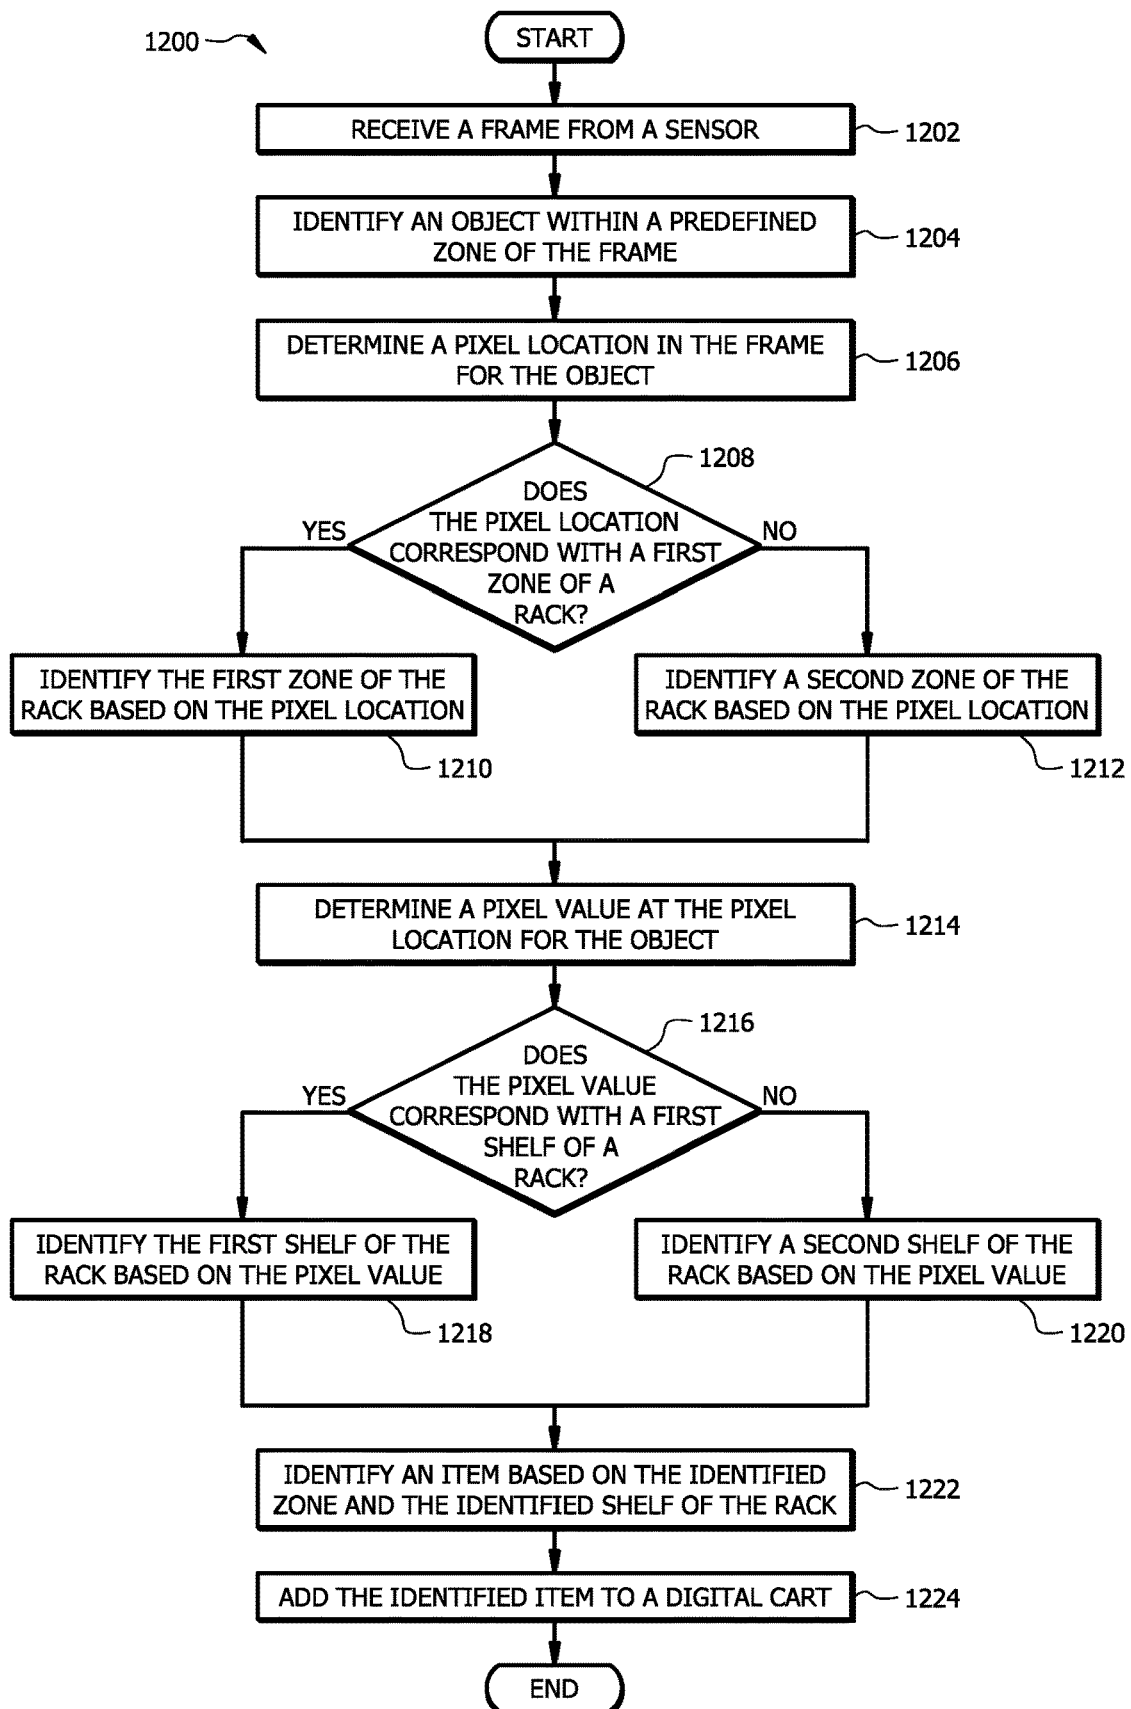 1200
START
RECEIVE A FRAME FROM A SENSOR
1202
IDENTIFY AN OBJECT WITHIN A PREDEFINED
ZONE OF THE FRAME
1204
DETERMINE A PIXEL LOCATION IN THE FRAME
FOR THE OBJECT
1206
1208
DOES
THE PIXEL LOCATION
CORRESPOND WITH A FIRST
ZONE OF A
RACK?
YES
NO
IDENTIFY THE FIRST ZONE OF THE
RACK BASED ON THE PIXEL LOCATION
1210
IDENTIFY A SECOND ZONE OF THE
RACK BASED ON THE PIXEL LOCATION
1212
DETERMINE A PIXEL VALUE AT THE PIXEL
LOCATION FOR THE OBJECT
1214
1216
DOES
THE PIXEL VALUE
CORRESPOND WITH A FIRST
SHELF OF A
RACK?
YES
NO
IDENTIFY THE FIRST SHELF OF THE
RACK BASED ON THE PIXEL VALUE
1218
IDENTIFY A SECOND SHELF OF THE
RACK BASED ON THE PIXEL VALUE
1220
IDENTIFY AN ITEM BASED ON THE IDENTIFIED
ZONE AND THE IDENTIFIED SHELF OF THE RACK
1222
ADD THE IDENTIFIED ITEM TO A DIGITAL CART
1224
END